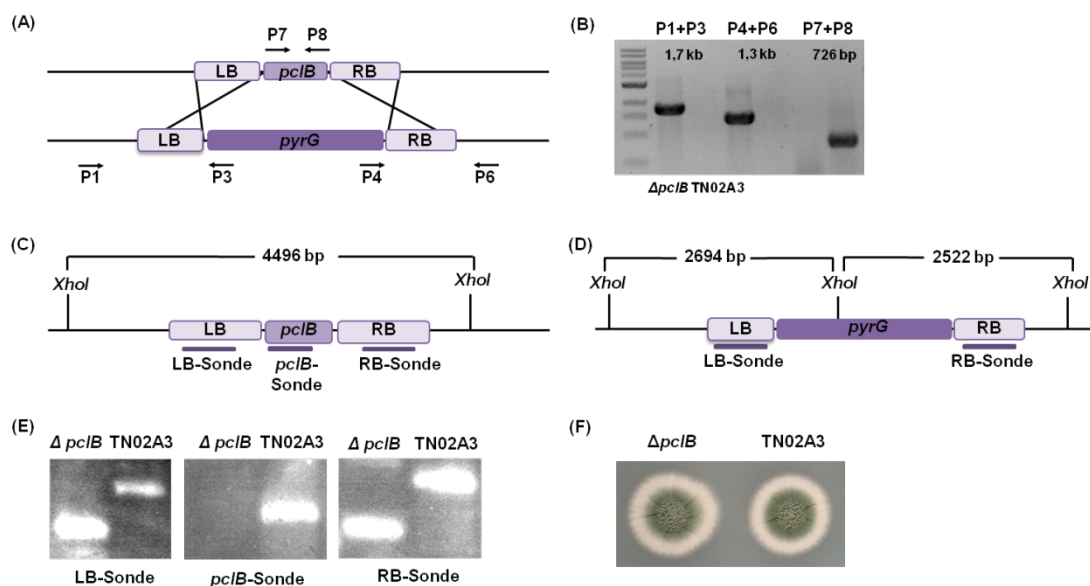 (A)
P7 P8
LB pclB RB
LB pyrG RB
P1 P3 P4 P6
(B)
P1+P3 P4+P6 P7+P8
1,7 kb 1,3 kb 726 bp
ΔpclB TN02A3
(C)
4496 bp
XhoI XhoI
LB pclB RB
LB-Sonde pclB-Sonde RB-Sonde
(D)
2694 bp 2522 bp
XhoI XhoI XhoI
LB pyrG RB
LB-Sonde RB-Sonde
(E)
Δ pclB TN02A3 Δ pclB TN02A3 Δ pclB TN02A3
LB-Sonde pclB-Sonde RB-Sonde
(F)
ΔpclB TN02A3